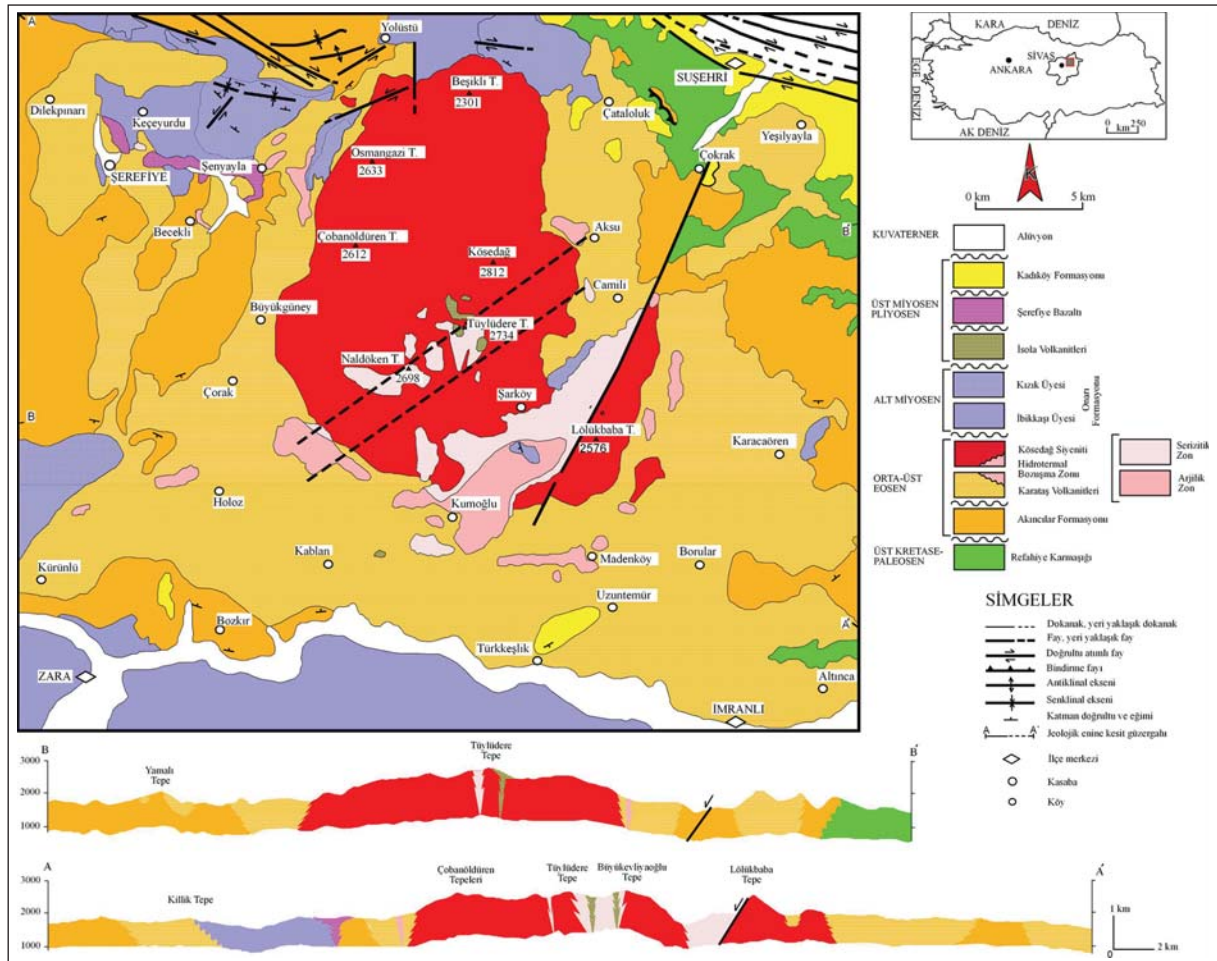 A
Yolüstü
Beşikli T.
2301
SUŞEHRİ
Dilekpınarı
Keçeyurdu
Çataloluk
Yeşilyayla
Osmangazi T.
2633
Şenyayla
ŞEREFİYE
Çokrak
Becekli
Çobanöldüren T.
2612
Aksu
B'
Kösedağ
2812
Camili
Büyükgüney
Tüylüdere T.
2734
Naldöken T.
2698
Çorak
Şarköy
B
Lölükbaba T.
2576
Karacaören
Holoz
Kumoğlu
Kablan
Madenköy
Borular
Kürünlü
Uzuntemür
Bozkır
A'
Türkkeşlik
ZARA
Altınca
İMRANLI
KARA DENİZ
EGE DENİZİ
SİVAS
ANKARA
AK DENİZ
0 km 250
K
0 km 5 km
KUVATERNER
Alüvyon
ÜST MİYOSEN
PLİYOSEN
Kadıköy Formasyonu
Şerefiye Bazaltı
İsola Volkanitleri
ALT MİYOSEN
Kızık Üyesi
İbikkaşı Üyesi
Formasyonu
ORTA-ÜST
EOSEN
Kösedağ Siyeniti
Hidrotermal
Bozuşma Zonu
Karataş Volkanitleri
Akıncılar Formasyonu
Serizitik
Zon
Arjilik
Zon
ÜST KRETASE-
PALEOSEN
Refahiye Karmaşığı
SİMGELER
Dokanak, yeri yaklaşık dokanak
Fay, yeri yaklaşık fay
Doğrultu atımlı fay
Bindirme fayı
Antiklinal ekseni
Senklinal ekseni
Katman doğrultu ve eğimi
A A' Jeolojik enine kesit güzergahı
İlçe merkezi
Kasaba
Köy
B
B'
3000
2000
1000
Yamalı
Tepe
Tüylüdere
Tepe
A
A'
3000
2000
1000
Killik Tepe
Çobanöldüren
Tepeleri
Tüylüdere
Tepe
Büyükevliyaoğlu
Tepe
Lölükbaba
Tepe
1 km
0
2 km